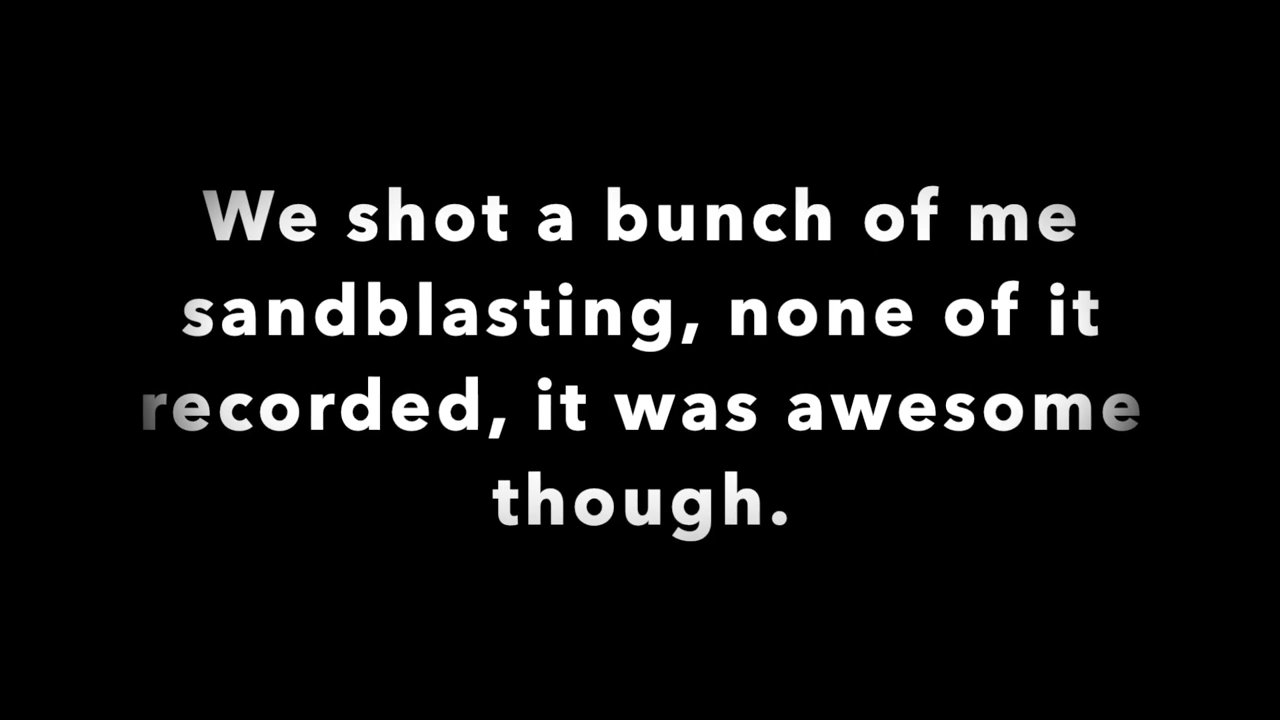 We shot a bunch of me
sandblasting, none of it
recorded, it was awesome
though.